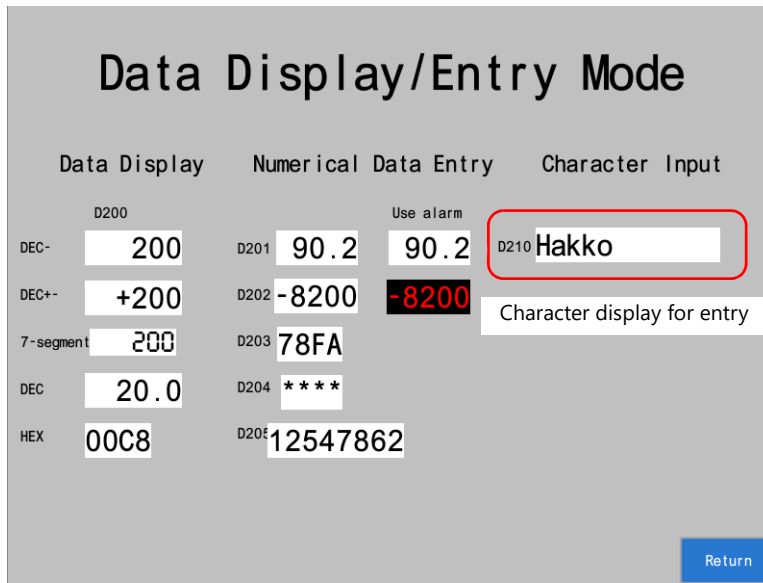 Data Display/Entry Mode
Data Display Numerical Data Entry Character Input
D200 Use alarm
DEC- 200 D201 90.2 90.2 D210 Hakko
DEC+- +200 D202 -8200 -8200
Character display for entry
7-segment 200 D203 78FA
DEC 20.0 D204 ****
HEX 00C8 D205 12547862
Return